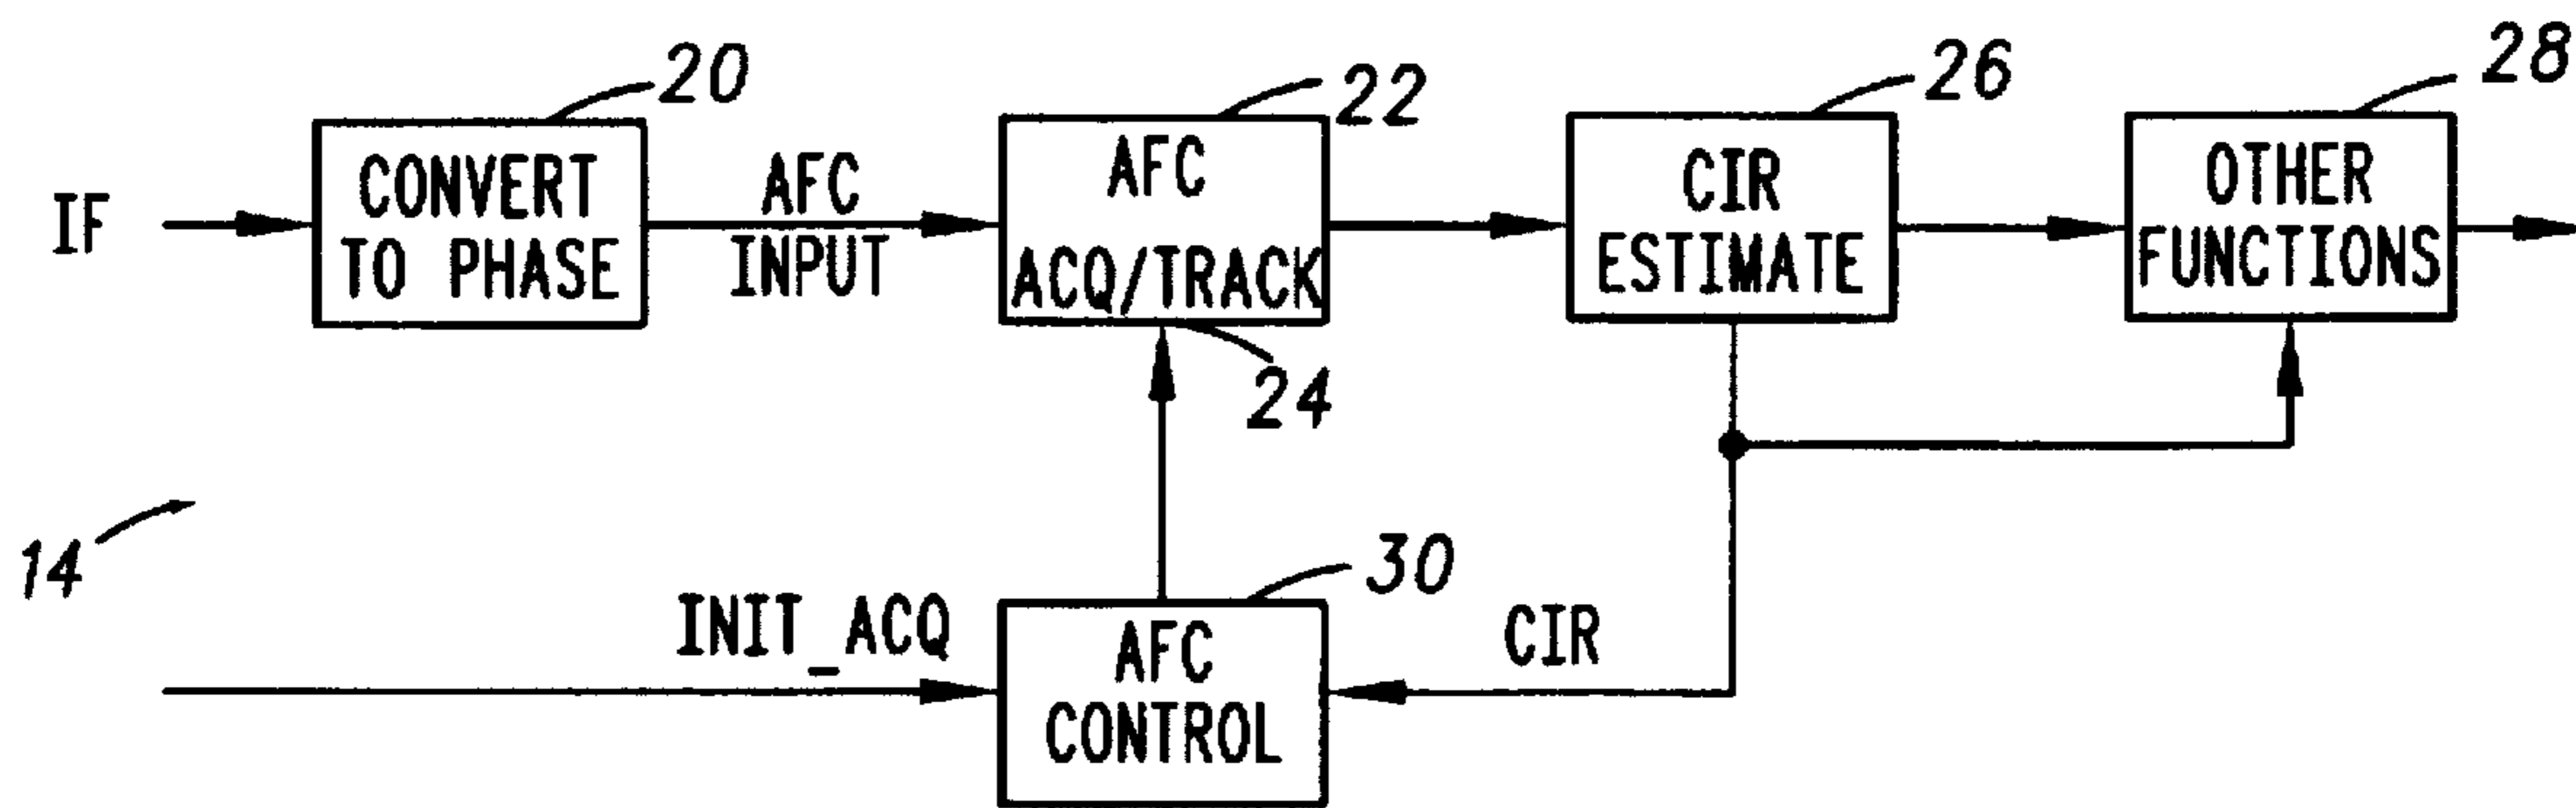 20
22
26
28
IF
CONVERT
TO PHASE
AFC
INPUT
AFC
ACQ/TRACK
CIR
ESTIMATE
OTHER
FUNCTIONS
24
14
INIT_ACQ
30
AFC
CONTROL
CIR